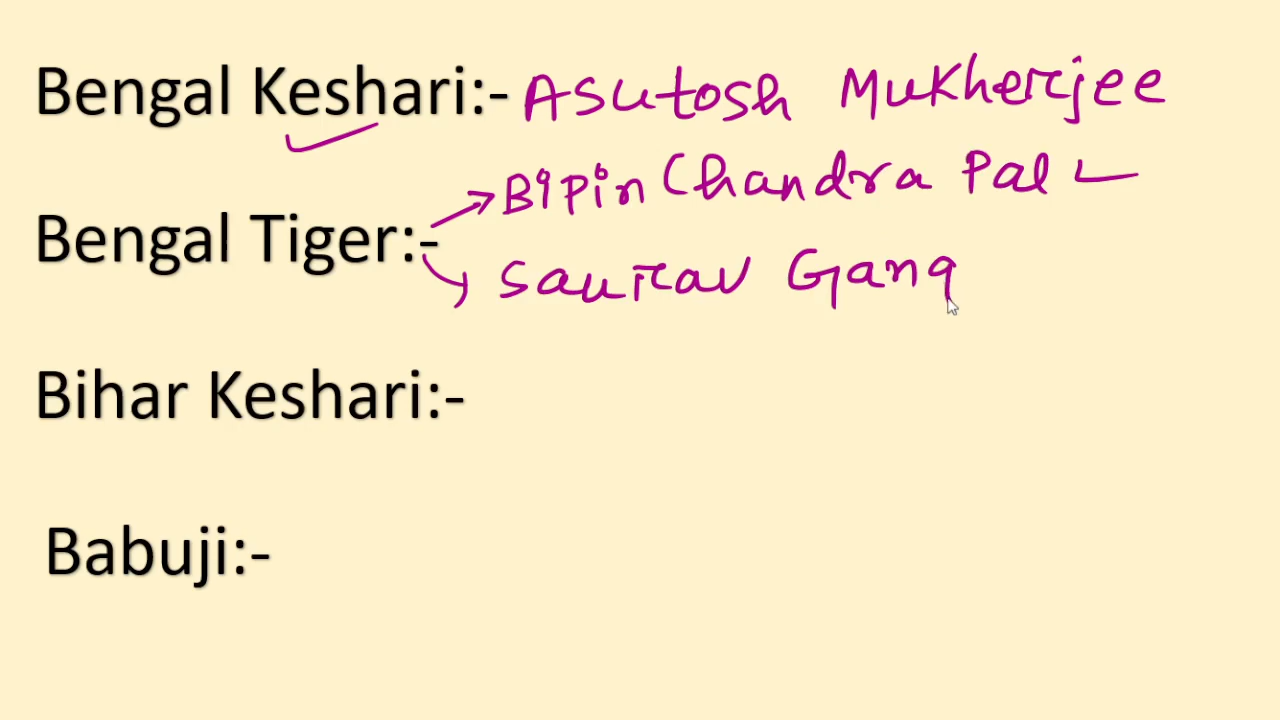 Bengal Keshari:- Asutosh Mukherjee
Bipin Chandra Pal
Bengal Tiger:-
Saurav Gang
Bihar Keshari:-
Babuji:-